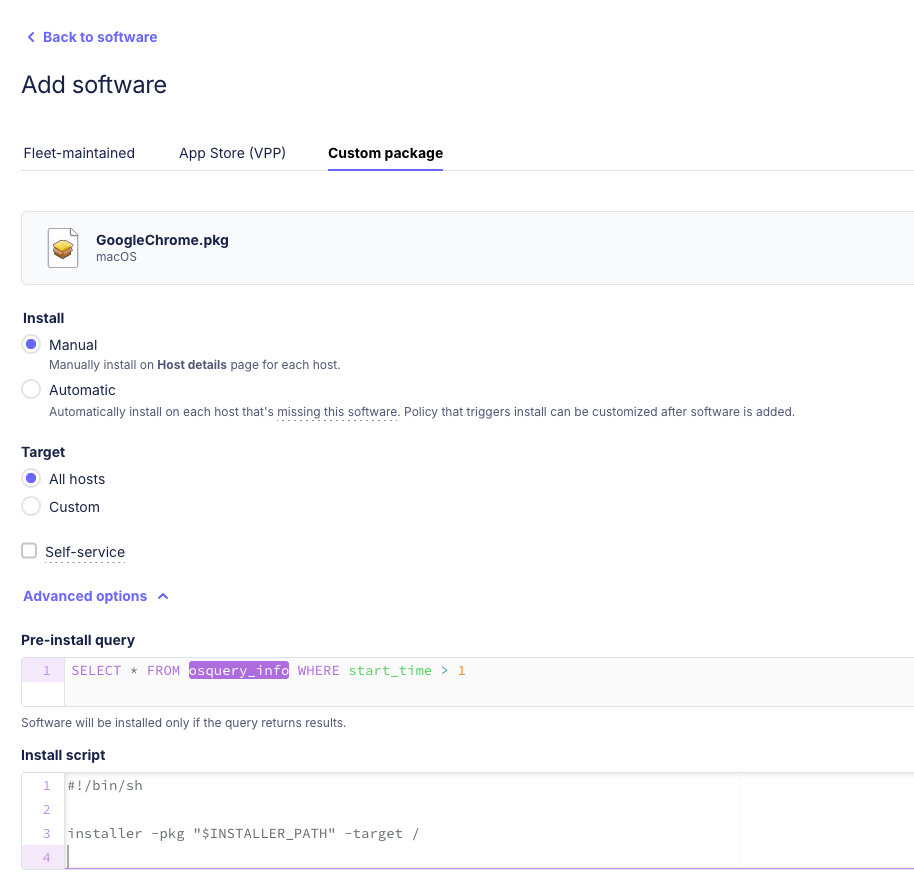 Back to software
Add software
Fleet-maintained App Store (VPP) Custom package
GoogleChrome.pkg
macOS
Install
Manual
Manually install on Host details page for each host.
Automatic
Automatically install on each host that's missing this software. Policy that triggers install can be customized after software is added.
Target
All hosts
Custom
Self-service
Advanced options
Pre-install query
1 SELECT * FROM osquery_info WHERE start_time > 1
Software will be installed only if the query returns results.
Install script
1 #!/bin/sh
2
3 installer -pkg "$INSTALLER_PATH" -target /
4